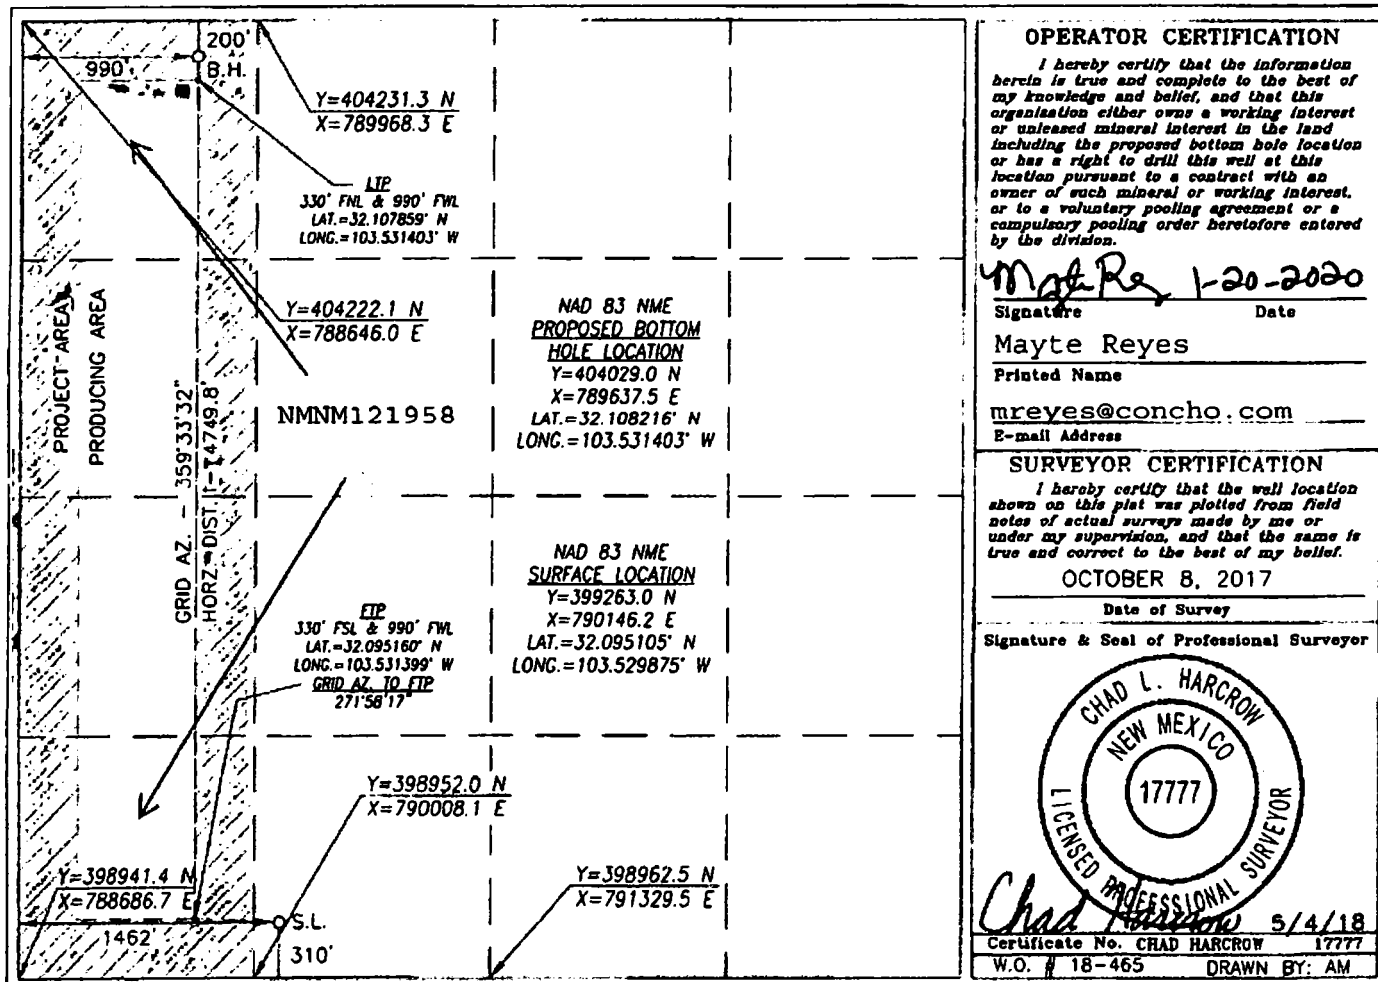 200'
990'
B.H.
Y=404231.3 N
X=789968.3 E
LTP
330' FNL & 990' FWL
LAT.=32.107859° N
LONG.=103.531403° W
Y=404222.1 N
X=788646.0 E
PROJECT AREA
PRODUCING AREA
GRID AZ. - 359°33'32"
HORZ. DIST. - 4749.8'
NMNM121958
NAD 83 NME
PROPOSED BOTTOM
HOLE LOCATION
Y=404029.0 N
X=789637.5 E
LAT.=32.108216° N
LONG.=103.531403° W
NAD 83 NME
SURFACE LOCATION
Y=399263.0 N
X=790146.2 E
LAT.=32.095105° N
LONG.=103.529875° W
FTP
330' FSL & 990' FWL
LAT.=32.095160° N
LONG.=103.531399° W
GRID AZ. TO FTP
271°58'17"
Y=398952.0 N
X=790008.1 E
Y=398941.4 N
X=788686.7 E
Y=398962.5 N
X=791329.5 E
S.L.
1462'
310'
OPERATOR CERTIFICATION
I hereby certify that the information
herein is true and complete to the best of
my knowledge and belief, and that this
organisation either owns a working interest
or unleased mineral interest in the land
including the proposed bottom hole location
or has a right to drill this well at this
location pursuant to a contract with an
owner of such mineral or working interest,
or to a voluntary pooling agreement or a
compulsory pooling order heretofore entered
by the division.
1-20-2020
Signature Date
Mayte Reyes
Printed Name
mreyes@concho.com
E-mail Address
SURVEYOR CERTIFICATION
I hereby certify that the well location
shown on this plat was plotted from field
notes of actual surveys made by me or
under my supervision, and that the same is
true and correct to the best of my belief.
OCTOBER 8, 2017
Date of Survey
Signature & Seal of Professional Surveyor
CHAD L. HARCROW
NEW MEXICO
17777
LICENSED PROFESSIONAL SURVEYOR
Chad Harcrow 5/4/18
Certificate No. CHAD HARCROW 17777
W.O. # 18-465 DRAWN BY: AM